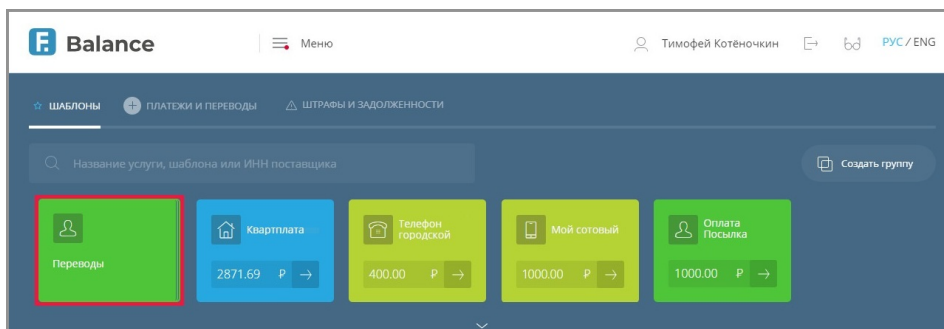 F. Balance
Меню
Тимофей Котёночкин
РУС / ENG
ШАБЛОНЫ
ПЛАТЕЖИ И ПЕРЕВОДЫ
ШТРАФЫ И ЗАДОЛЖЕННОСТИ
Название услуги, шаблона или ИНН поставщика
Создать группу
Переводы
Квартплата
2871.69 ₽ →
Телефон
городской
400.00 ₽ →
Мой сотовый
1000.00 ₽ →
Оплата
Посылка
1000.00 ₽ →